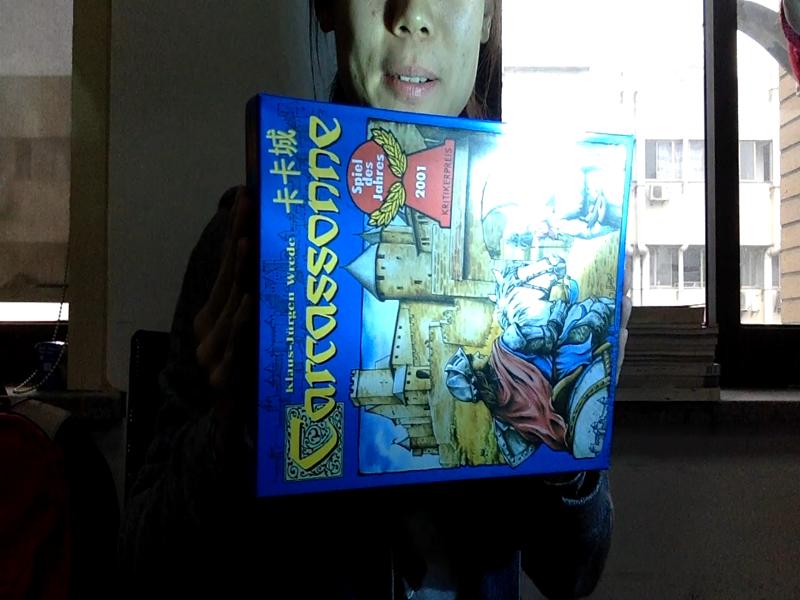 卡卡城
Klaus-Jürgen Wrede
Carcassonne
Spiel
des
Jahres
2001
KRITIKERPREIS